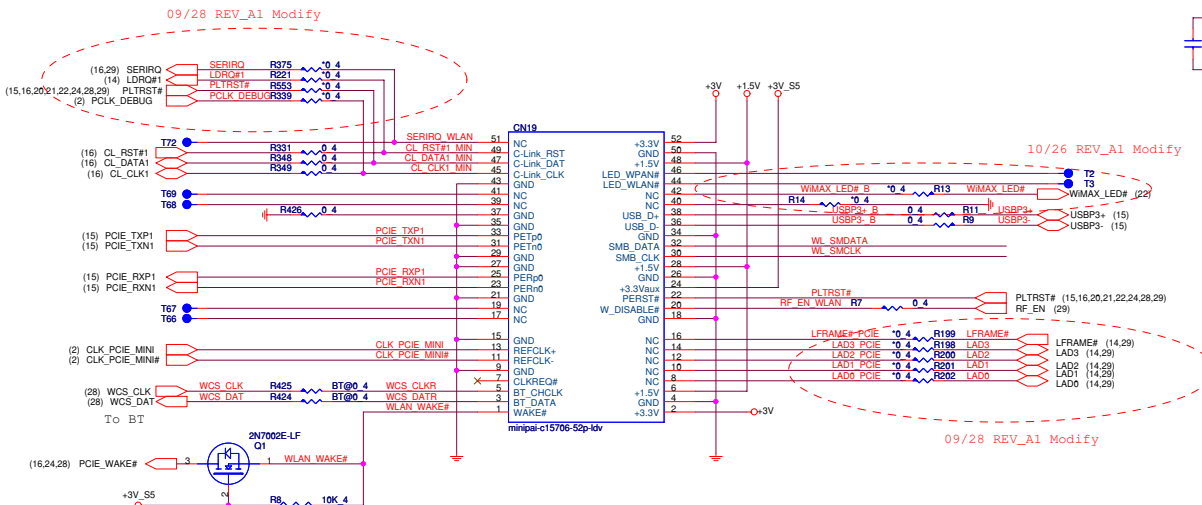 09/28 REV_A1 Modify
(16,29) SERIRQ SERIRQ R375 *0_4
(14) LDRQ#1 LDRQ#1 R221 *0_4
(15,16,20,21,22,24,28,29) PLTRST# PLTRST# R553 *0_4
(2) PCLK_DEBUG PCLK_DEBUG R339 *0_4
+3V +1.5V +3V_S5
CN19
T72 SERIRQ_WLAN 51 NC +3.3V 52
(16) CL_RST#1 R331 0_4 CL_RST#1_MIN 49 C-Link_RST GND 50
(16) CL_DATA1 R348 0_4 CL_DATA1_MIN 47 C-Link_DAT +1.5V 48
(16) CL_CLK1 R349 0_4 CL_CLK1_MIN 45 C-Link_CLK LED_WPAN# 46 T2
43 GND LED_WLAN# 44 T3
10/26 REV_A1 Modify
T69 41 NC NC 42 WiMAX_LED#_B *0_4 R13 WiMAX_LED# WiMAX_LED# (22)
T68 39 NC NC 40 R14 *0_4
R426 0_4 37 GND USB_D+ 38 USBP3+_B 0_4 R11 USBP3+ USBP3+ (15)
35 GND USB_D- 36 USBP3-_B 0_4 R9 USBP3- USBP3- (15)
(15) PCIE_TXP1 PCIE_TXP1 33 PETp0 GND 34
(15) PCIE_TXN1 PCIE_TXN1 31 PETn0 SMB_DATA 32 WL_SMDATA
29 GND SMB_CLK 30 WL_SMCLK
27 GND +1.5V 28
(15) PCIE_RXP1 PCIE_RXP1 25 PERp0 GND 26
(15) PCIE_RXN1 PCIE_RXN1 23 PERn0 +3.3Vaux 24
21 GND PERST# 22 PLTRST# PLTRST# (15,16,20,21,22,24,28,29)
T67 19 NC W_DISABLE# 20 RF_EN_WLAN R7 0_4 RF_EN (29)
T66 17 NC GND 18
15 GND NC 16 LFRAME#_PCIE *0_4 R199 LFRAME# LFRAME# (14,29)
(2) CLK_PCIE_MINI CLK_PCIE_MINI 13 REFCLK+ NC 14 LAD3_PCIE *0_4 R198 LAD3 LAD3 (14,29)
(2) CLK_PCIE_MINI# CLK_PCIE_MINI# 11 REFCLK- NC 12 LAD2_PCIE *0_4 R200 LAD2 LAD2 (14,29)
9 GND NC 10 LAD1_PCIE *0_4 R201 LAD1 LAD1 (14,29)
7 CLKREQ# NC 8 LAD0_PCIE *0_4 R202 LAD0 LAD0 (14,29)
(28) WCS_CLK WCS_CLK R425 BT@0_4 WCS_CLKR 5 BT_CHCLK +1.5V 6
(28) WCS_DAT WCS_DAT R424 BT@0_4 WCS_DATR 3 BT_DATA GND 4
WLAN_WAKE# 1 WAKE# +3.3V 2 +3V
To BT
minipai-c15706-52p-ldv
09/28 REV_A1 Modify
2N7002E-LF
Q1
(16,24,28) PCIE_WAKE# 3 1 WLAN_WAKE#
2
+3V_S5 R8 10K_4